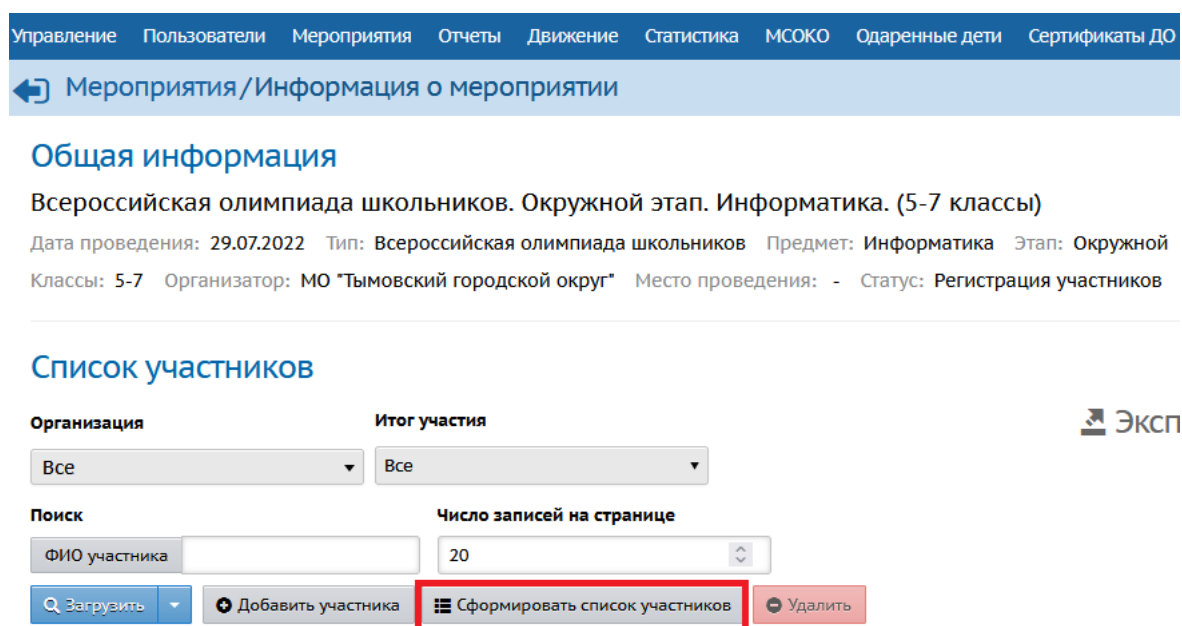 Управление Пользователи Мероприятия Отчеты Движение Статистика МСОКО Одаренные дети Сертификаты ДО
Мероприятия/Информация о мероприятии
Общая информация
Всероссийская олимпиада школьников. Окружной этап. Информатика. (5-7 классы)
Дата проведения: 29.07.2022 Тип: Всероссийская олимпиада школьников Предмет: Информатика Этап: Окружной
Классы: 5-7 Организатор: МО "Тымовский городской округ" Место проведения: - Статус: Регистрация участников
Список участников
Организация Итог участия
Эксп
Все Все
Поиск Число записей на странице
ФИО участника 20
Загрузить Добавить участника Сформировать список участников Удалить